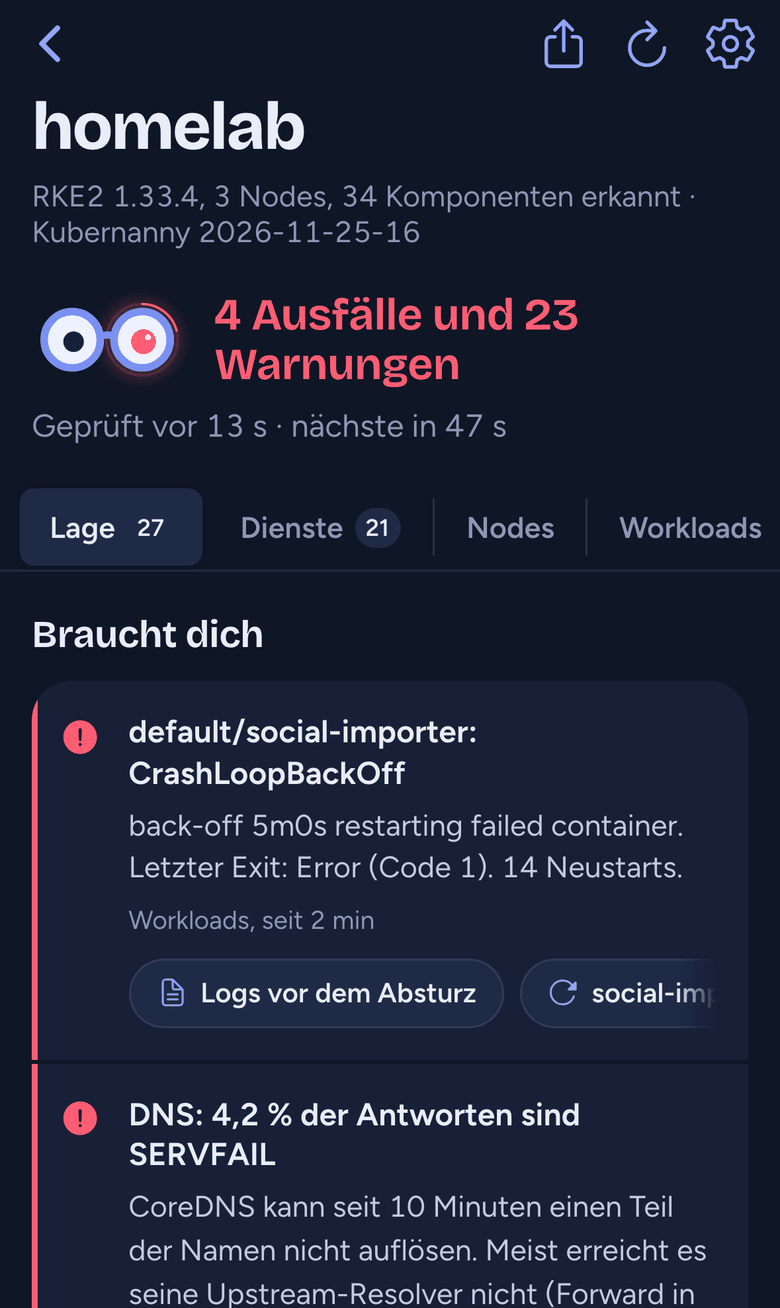 homelab
RKE2 1.33.4, 3 Nodes, 34 Komponenten erkannt ·
Kubernanny 2026-11-25-16
4 Ausfälle und 23
Warnungen
Geprüft vor 13 s · nächste in 47 s
Lage 27 Dienste 21 Nodes Workloads
Braucht dich
default/social-importer:
CrashLoopBackOff
back-off 5m0s restarting failed container.
Letzter Exit: Error (Code 1). 14 Neustarts.
Workloads, seit 2 min
Logs vor dem Absturz social-imp
DNS: 4,2 % der Antworten sind
SERVFAIL
CoreDNS kann seit 10 Minuten einen Teil
der Namen nicht auflösen. Meist erreicht es
seine Upstream-Resolver nicht (Forward in